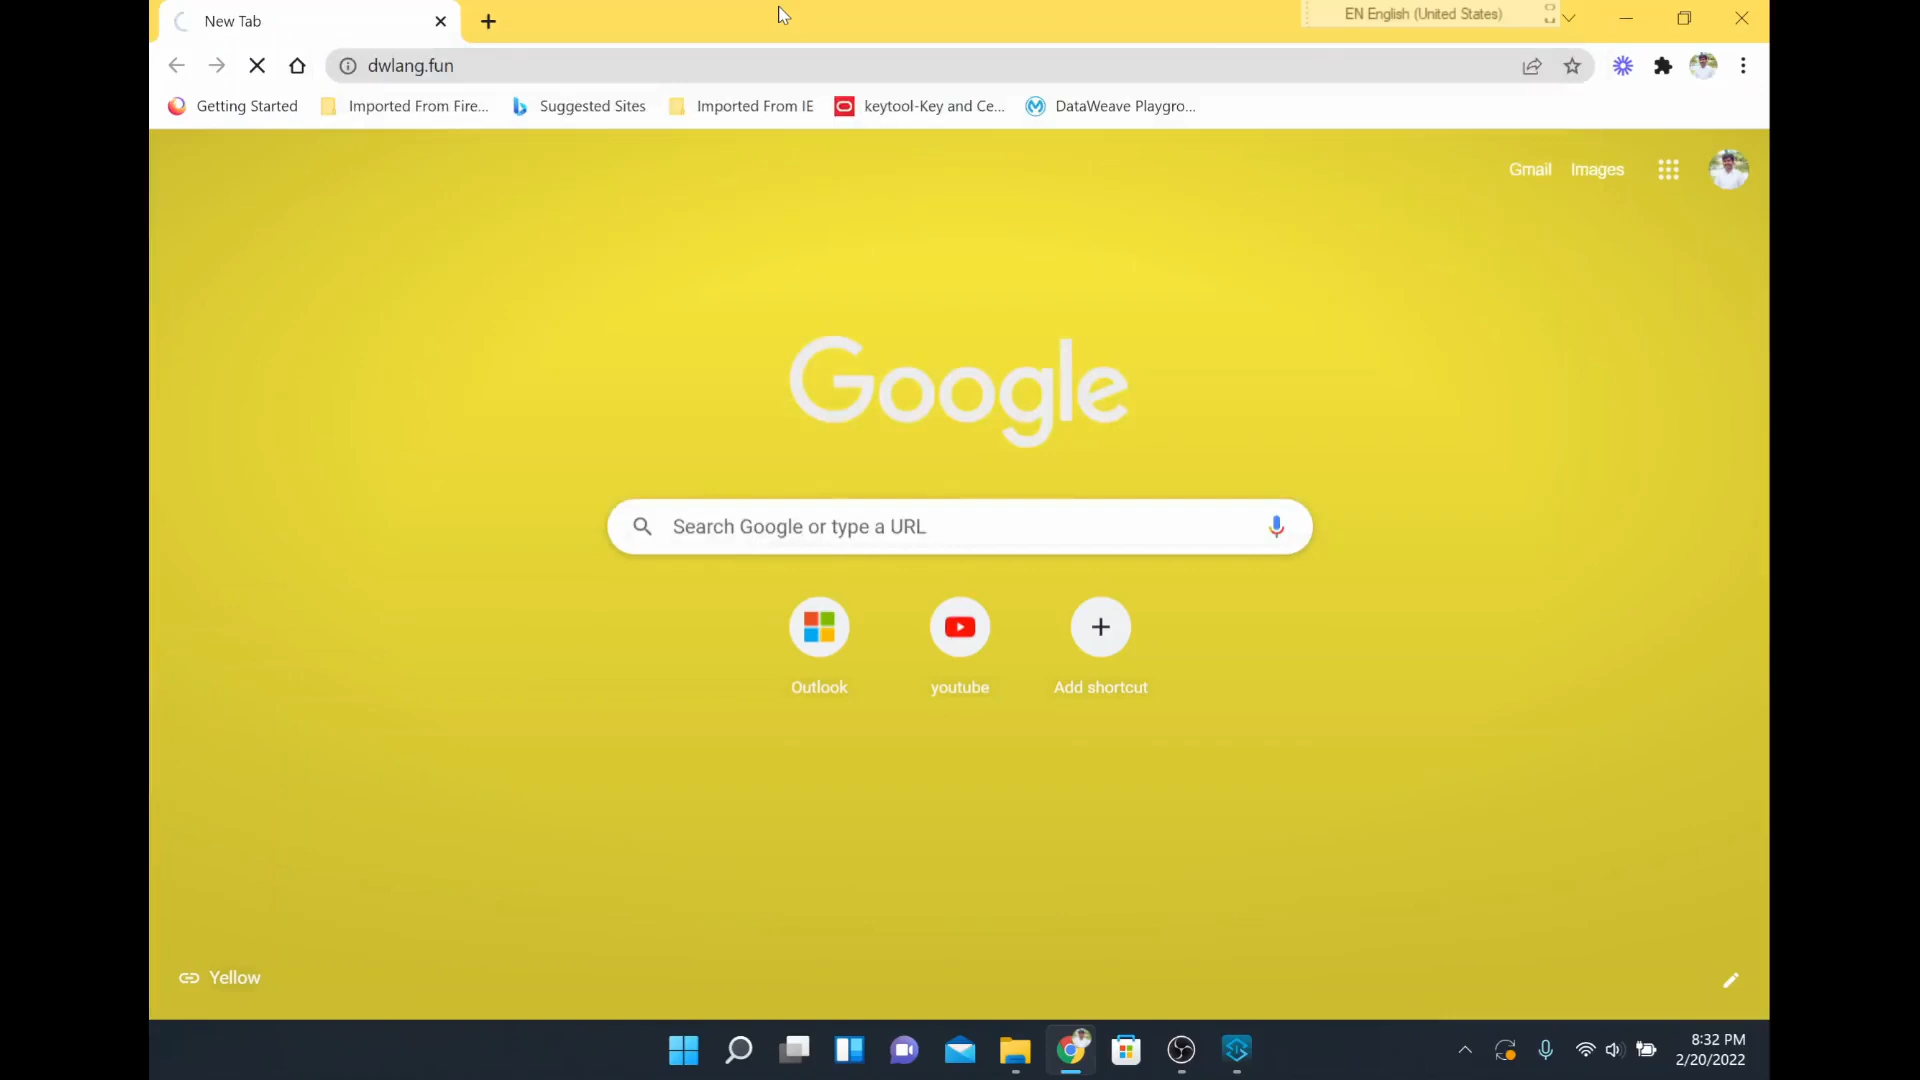 New Tab
EN English (United States)
dwlang.fun
Getting Started
Imported From Fire...
Suggested Sites
Imported From IE
keytool-Key and Ce...
DataWeave Playgro...
Gmail
Images
Google
Search Google or type a URL
Outlook
youtube
Add shortcut
Yellow
8:32 PM
2/20/2022